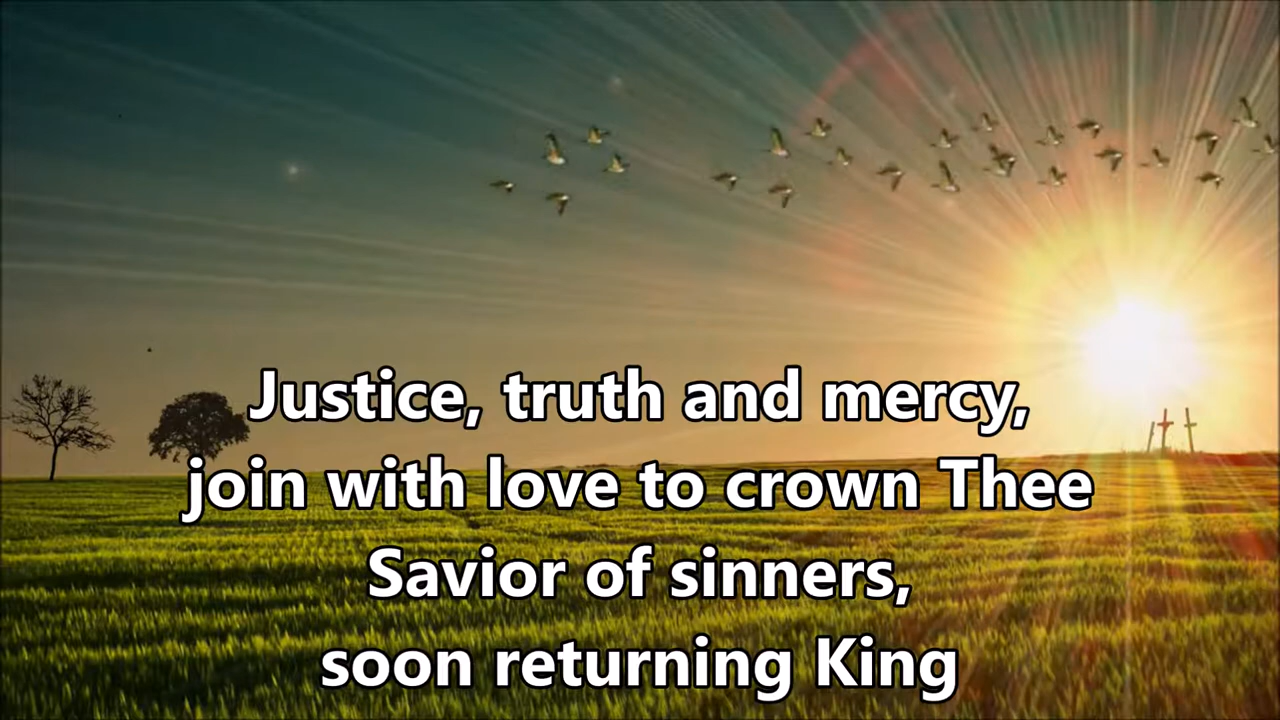 Justice, truth and mercy,
join with love to crown Thee
Savior of sinners,
soon returning King